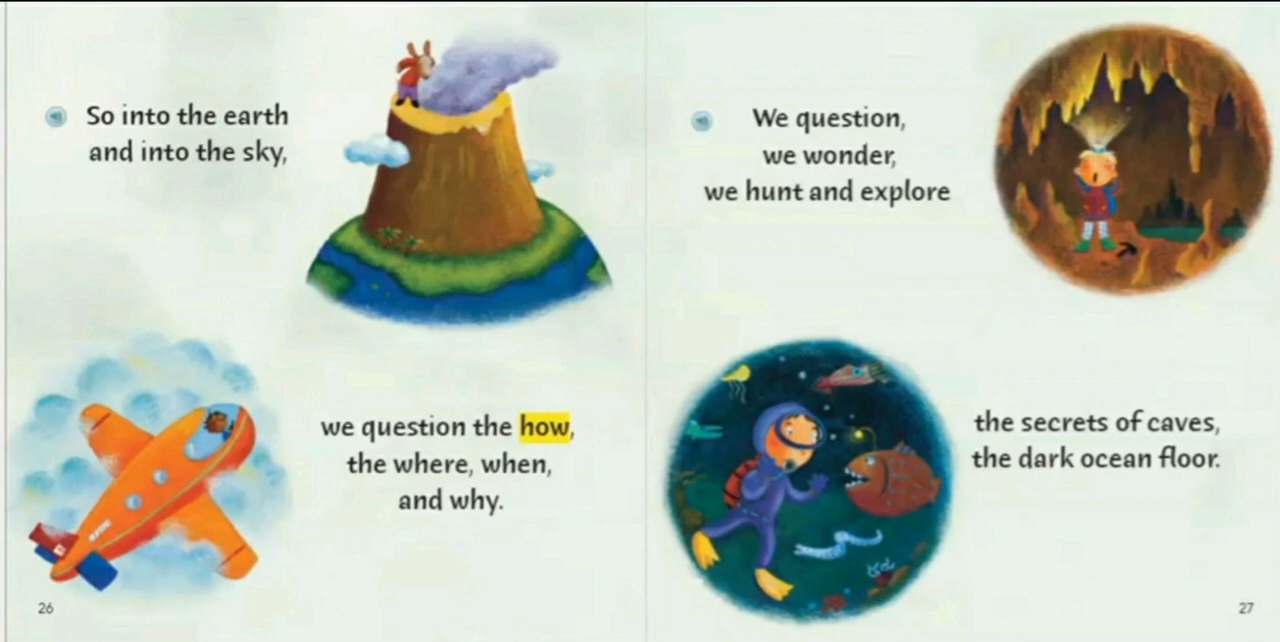 So into the earth
and into the sky,
we question the how,
the where, when,
and why.
26
We question,
we wonder,
we hunt and explore
the secrets of caves,
the dark ocean floor.
27